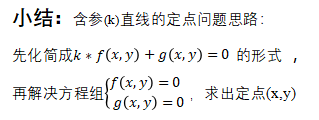 小结：含参(k)直线的定点问题思路：
先化简成k∗f(x,y)+g(x,y)=0 的形式 ，
再解决方程组{f(x,y)=0 g(x,y)=0 ，求出定点(x,y)